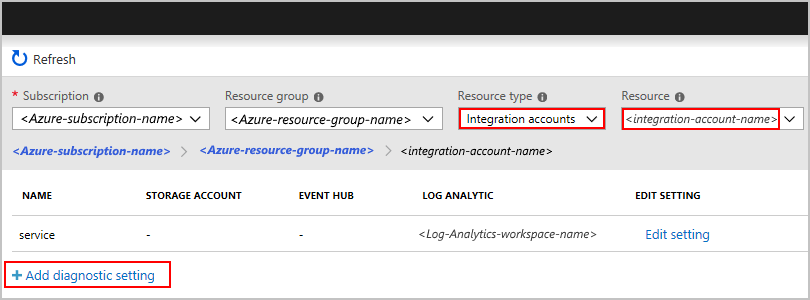 Refresh
* Subscription Resource group Resource type Resource
<Azure-subscription-name> <Azure-resource-group-name> Integration accounts <integration-account-name>
<Azure-subscription-name> > <Azure-resource-group-name> > <integration-account-name>
NAME STORAGE ACCOUNT EVENT HUB LOG ANALYTIC EDIT SETTING
service - - <Log-Analytics-workspace-name> Edit setting
+ Add diagnostic setting